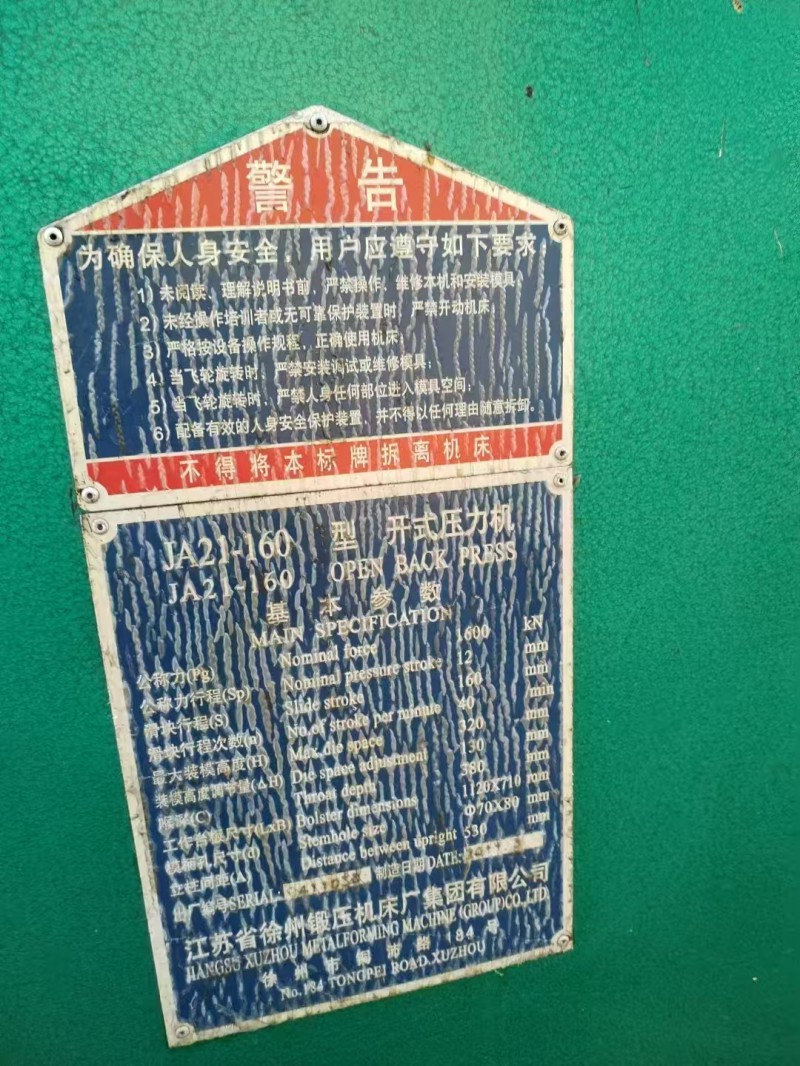 警 告
为确保人身安全，用户应遵守如下要求：
1）未阅读、理解说明书前，严禁操作、维修本机和安装模具；
2）未经操作培训者或无可靠保护装置时，严禁开动机床；
3）严格按设备操作规程，正确使用机床；
4）当飞轮旋转时，严禁安装调试或维修模具；
5）当飞轮旋转时，严禁人身任何部位进入模具空间；
6）配备有效的人身安全保护装置，并不得以任何理由随意拆卸。
不得将本标牌拆离机床
JA21-160 型 开式压力机
JA21-160 OPEN BACK PRESS
基本参数
MAIN SPECIFICATION
公称力(Pg) Nominal force 1600 kN
公称力行程(Sp) Nominal pressure stroke 12 mm
滑块行程(S) Slide stroke 160 mm
滑块行程次数(n) No.of stroke per minute 40 /min
最大装模高度(H) Max.die space 320 mm
装模高度调节量(ΔH) Die space adjustment 130 mm
喉深(C) Throat depth 380 mm
工作台板尺寸(LxB) Bolster dimensions 1120X710 mm
模柄孔尺寸(d) Stemhole size Φ70X80 mm
立柱间距(A) Distance between upright 530 mm
出厂编号SERIAL: 制造日期DATE:
江苏省徐州锻压机床厂集团有限公司
JIANGSU XUZHOU METALFORMING MACHINE (GROUP)CO.,LTD
徐州市铜沛路184号
No.184 TONGPEI ROAD.XUZHOU